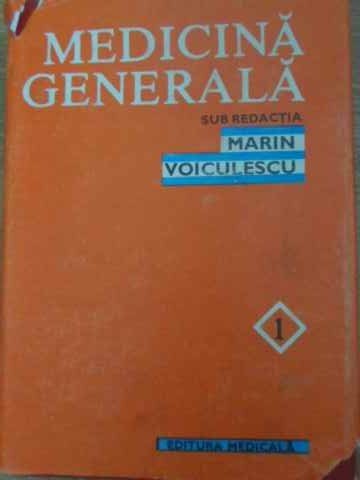 MEDICINĂ
GENERALĂ
SUB REDACȚIA
MARIN
VOICULESCU
1
EDITURA MEDICALĂ